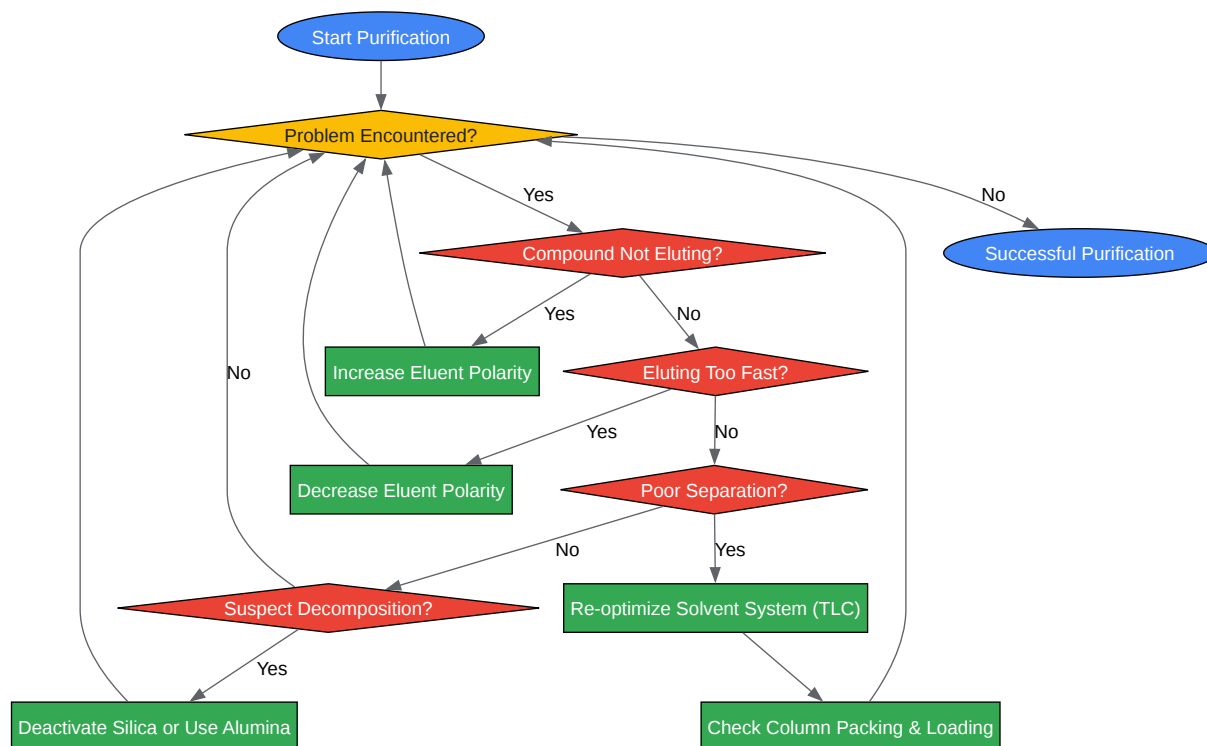 Start Purification
Problem Encountered?
Yes
No
Compound Not Eluting?
Successful Purification
Yes
No
Increase Eluent Polarity
Eluting Too Fast?
No
Yes
No
Decrease Eluent Polarity
Poor Separation?
No
Yes
Suspect Decomposition?
Re-optimize Solvent System (TLC)
Yes
Deactivate Silica or Use Alumina
Check Column Packing & Loading